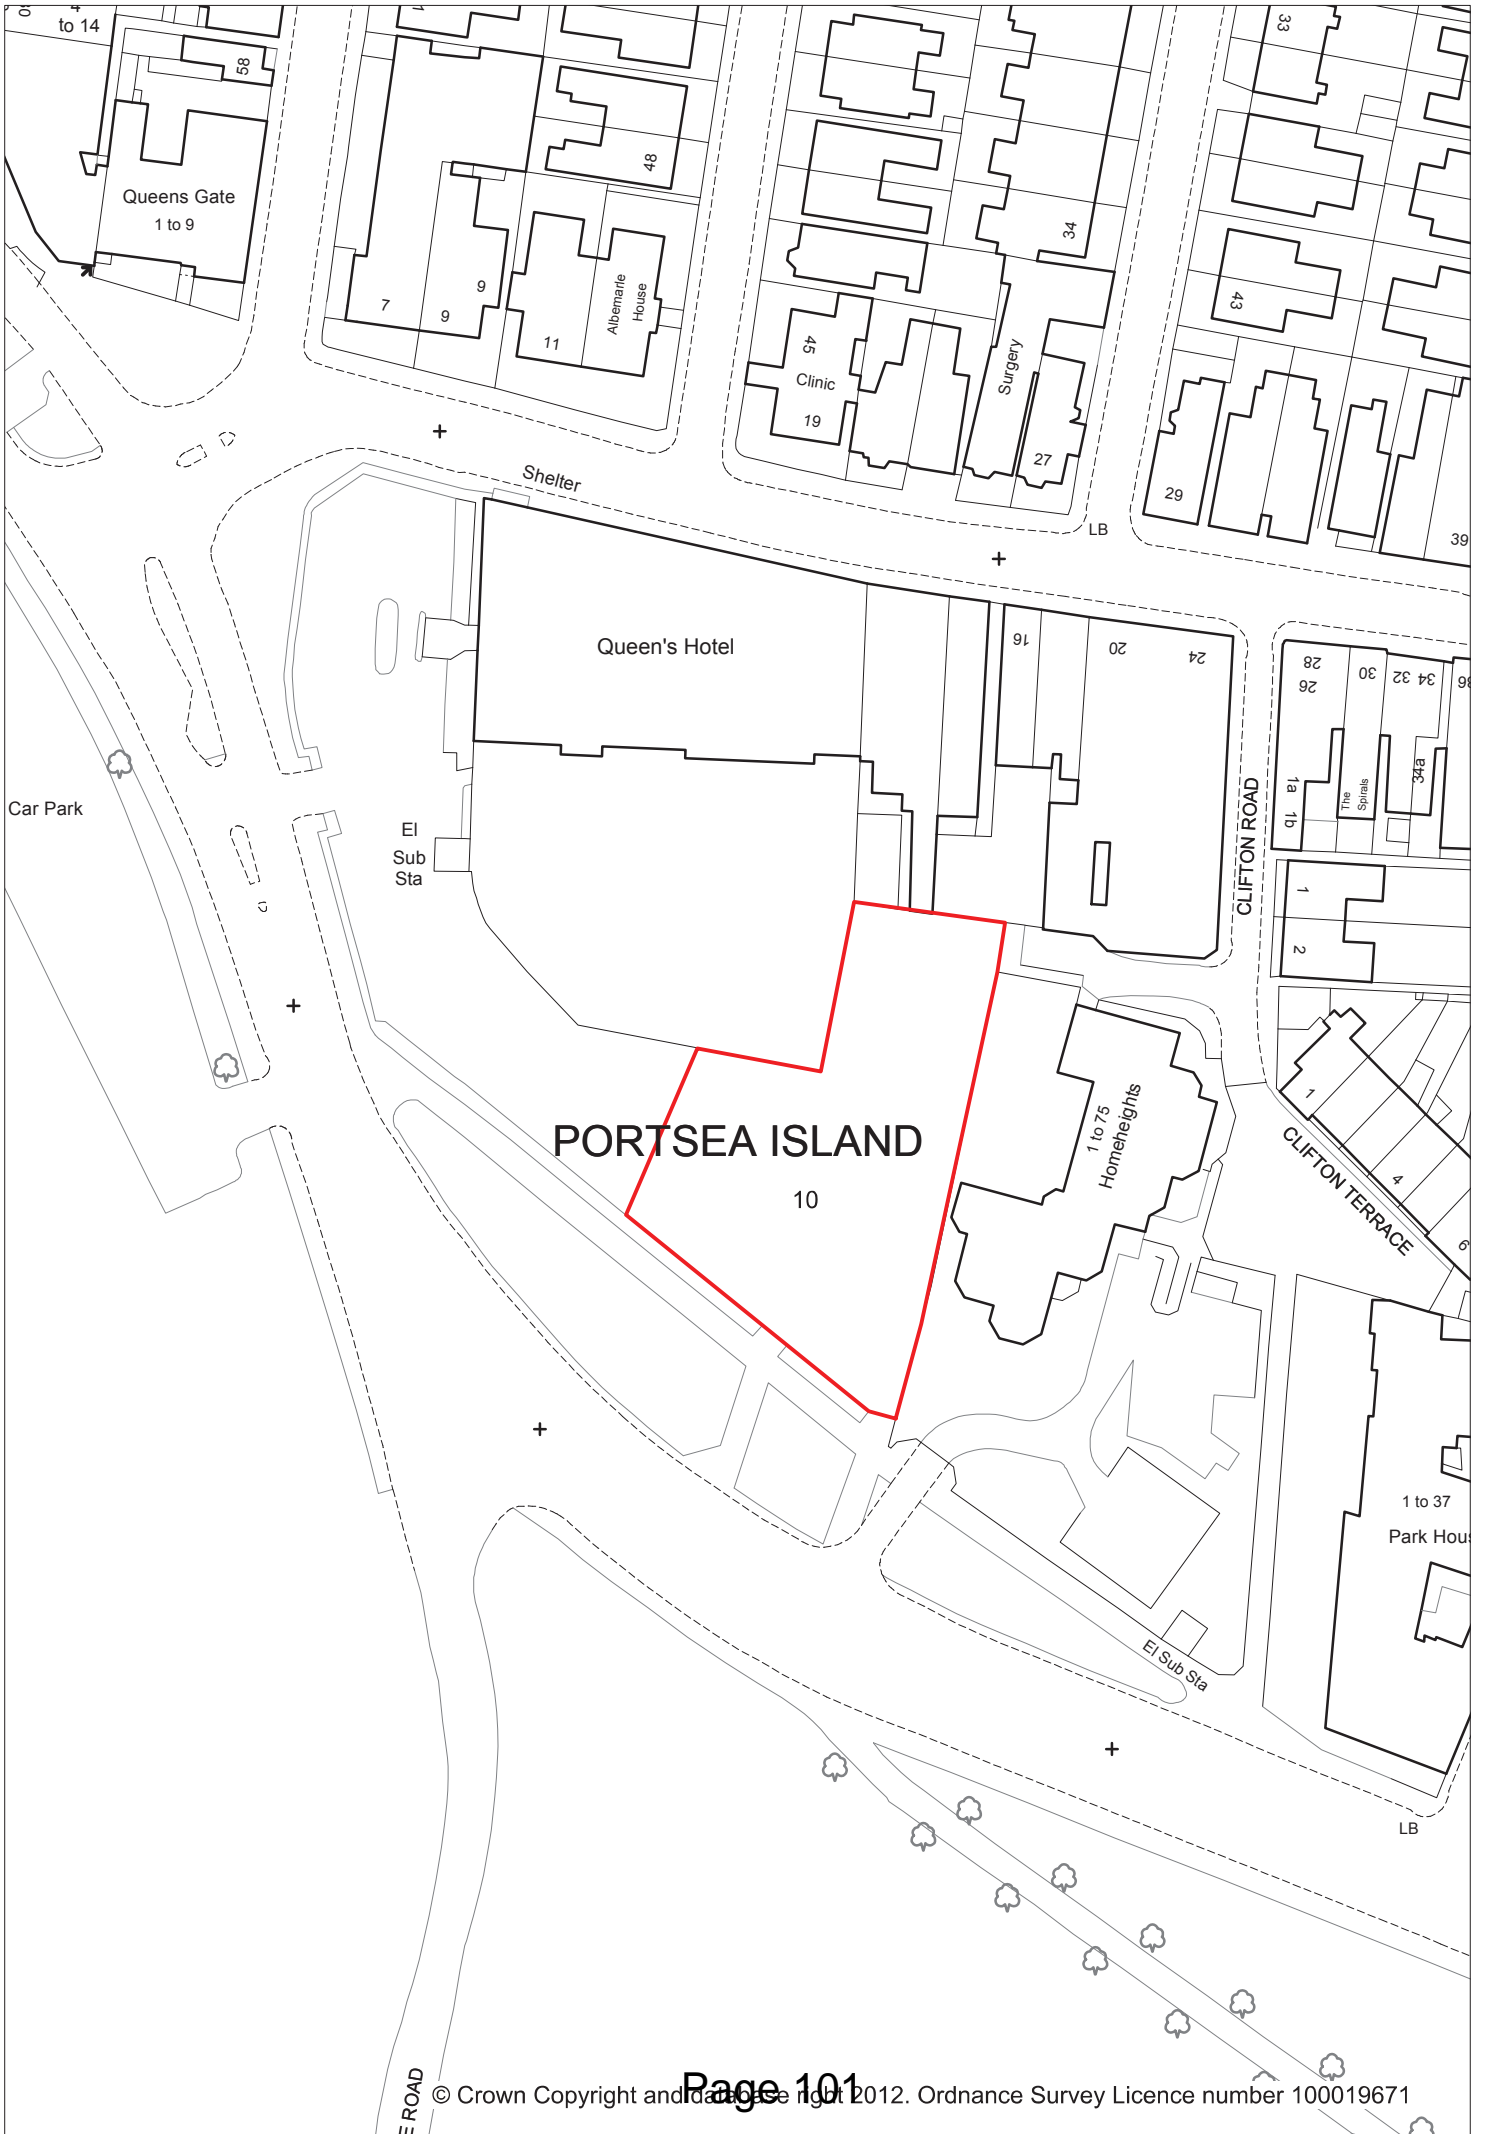 to 14
58
Queens Gate
1 to 9
7
9
9
11
48
Albemarle
House
45
Clinic
19
Surgery
34
27
33
43
29
39
LB
Shelter
Queen's Hotel
16
20
24
28
26
30
32
34
1a
1b
The
Spirals
34a
CLIFTON ROAD
1
2
Car Park
El
Sub
Sta
PORTSEA ISLAND
10
1 to 75
Homeheights
1
4
6
CLIFTON TERRACE
1 to 37
El Sub Sta
LB
ROAD
Page 101
© Crown Copyright and database right 2012. Ordnance Survey Licence number 100019671